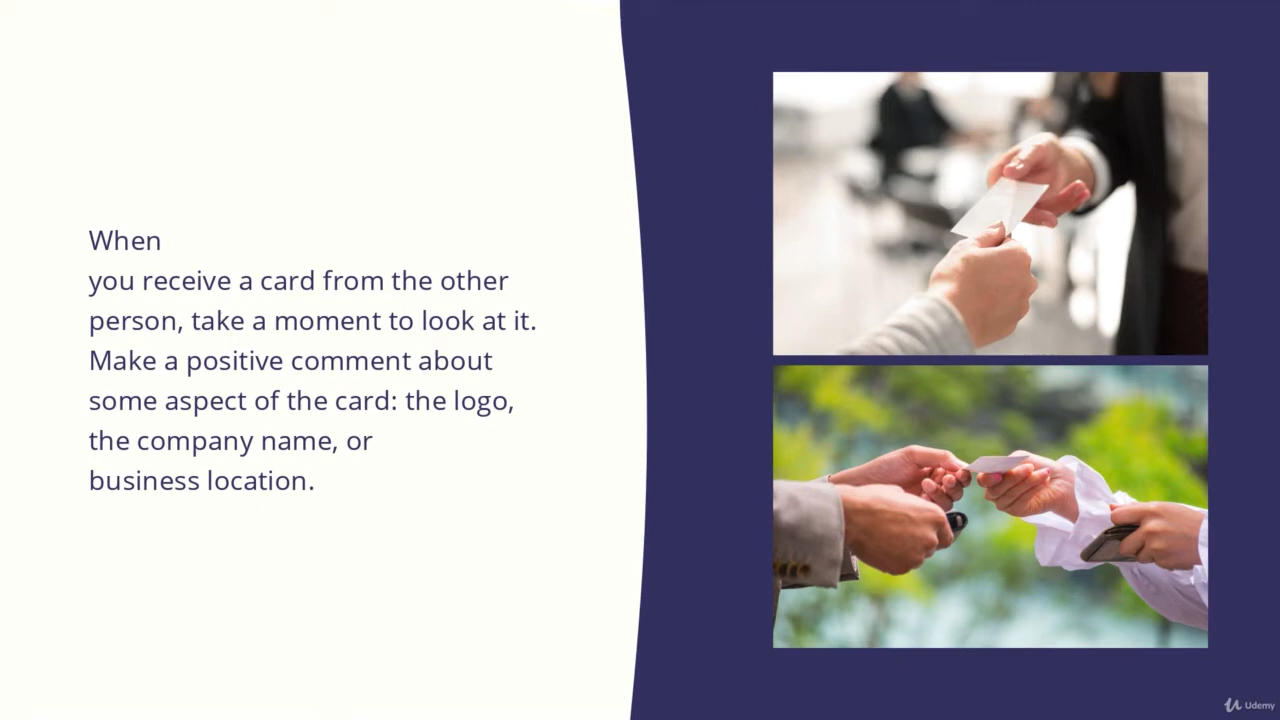 When
you receive a card from the other
person, take a moment to look at it.
Make a positive comment about
some aspect of the card: the logo,
the company name, or
business location.
Udemy